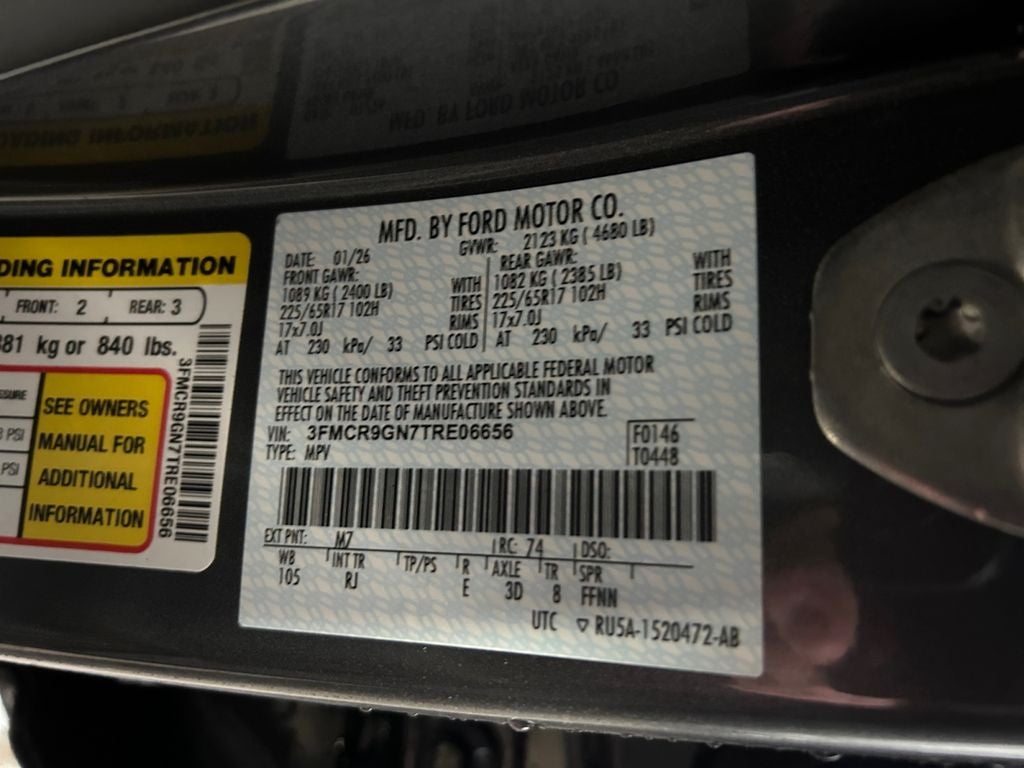 DING INFORMATION
FRONT: 2 REAR: 3
381 kg or 840 lbs.
SSURE
PSI
PSI
SEE OWNERS
MANUAL FOR
ADDITIONAL
INFORMATION
3FMCR9GN7TRE06656
MFD. BY FORD MOTOR CO.
DATE: 01/26 GVWR: 2123 KG ( 4680 LB)
FRONT GAWR: REAR GAWR:
1089 KG ( 2400 LB) WITH 1082 KG ( 2385 LB) WITH
225/65R17 102H TIRES 225/65R17 102H TIRES
17x7.0J RIMS 17x7.0J RIMS
AT 230 kPa/ 33 PSI COLD AT 230 kPa/ 33 PSI COLD
THIS VEHICLE CONFORMS TO ALL APPLICABLE FEDERAL MOTOR
VEHICLE SAFETY AND THEFT PREVENTION STANDARDS IN
EFFECT ON THE DATE OF MANUFACTURE SHOWN ABOVE.
VIN: 3FMCR9GN7TRE06656 F0146
TYPE: MPV T0448
EXT PNT: M7 RC: 74 DSO:
WB INT TR TP/PS R AXLE TR SPR
105 RJ E 3D 8 FFNN
UTC ▽ RU5A-1520472-AB